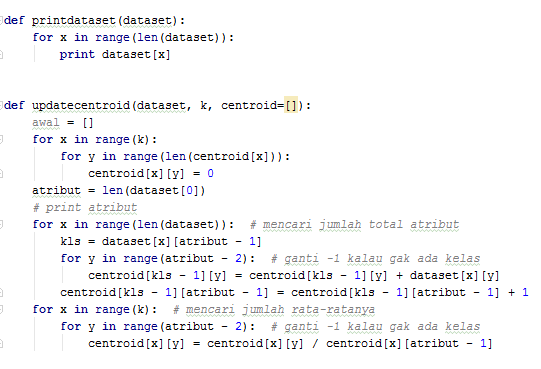 def printdataset(dataset):
    for x in range(len(dataset)):
        print dataset[x]
def updatecentroid(dataset, k, centroid=[]):
    awal = []
    for x in range(k):
        for y in range(len(centroid[x])):
            centroid[x][y] = 0
    atribut = len(dataset[0])
    # print atribut
    for x in range(len(dataset)):  # mencari jumlah total atribut
        kls = dataset[x][atribut - 1]
        for y in range(atribut - 2):  # ganti -1 kalau gak ada kelas
            centroid[kls - 1][y] = centroid[kls - 1][y] + dataset[x][y]
        centroid[kls - 1][atribut - 1] = centroid[kls - 1][atribut - 1] + 1
    for x in range(k):  # mencari jumlah rata-ratanya
        for y in range(atribut - 2):  # ganti -1 kalau gak ada kelas
            centroid[x][y] = centroid[x][y] / centroid[x][atribut - 1]